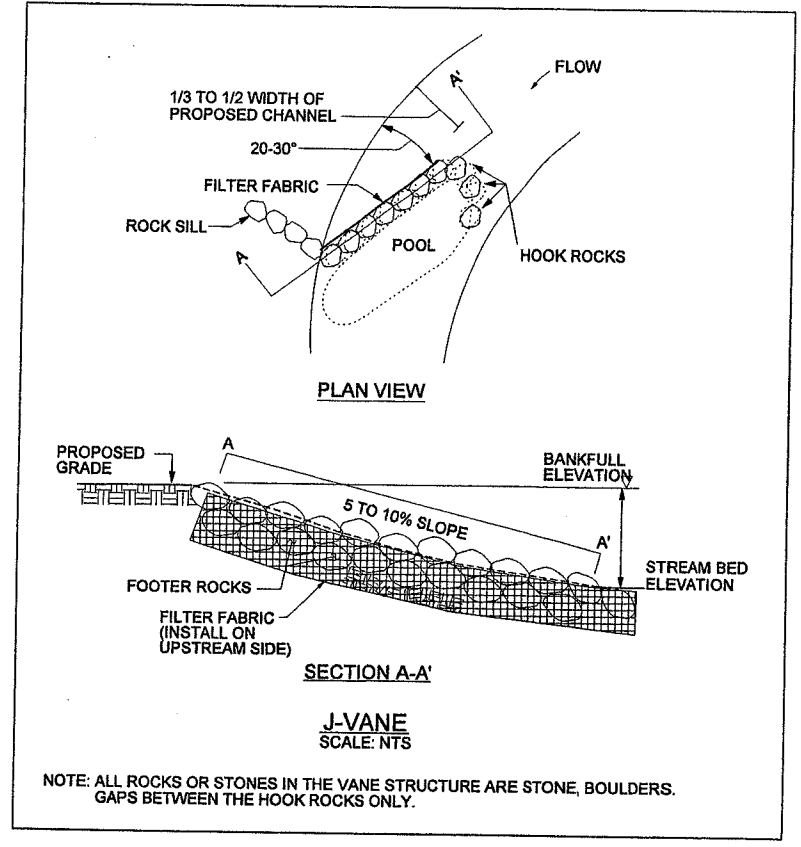 FLOW
A'
1/3 TO 1/2 WIDTH OF
PROPOSED CHANNEL
20-30°
FILTER FABRIC
ROCK SILL
POOL
HOOK ROCKS
A
PLAN VIEW
PROPOSED
GRADE
A
BANKFULL
ELEVATION
5 TO 10% SLOPE
A'
STREAM BED
ELEVATION
FOOTER ROCKS
FILTER FABRIC
(INSTALL ON
UPSTREAM SIDE)
SECTION A-A'
J-VANE
SCALE: NTS
NOTE: ALL ROCKS OR STONES IN THE VANE STRUCTURE ARE STONE, BOULDERS.
GAPS BETWEEN THE HOOK ROCKS ONLY.